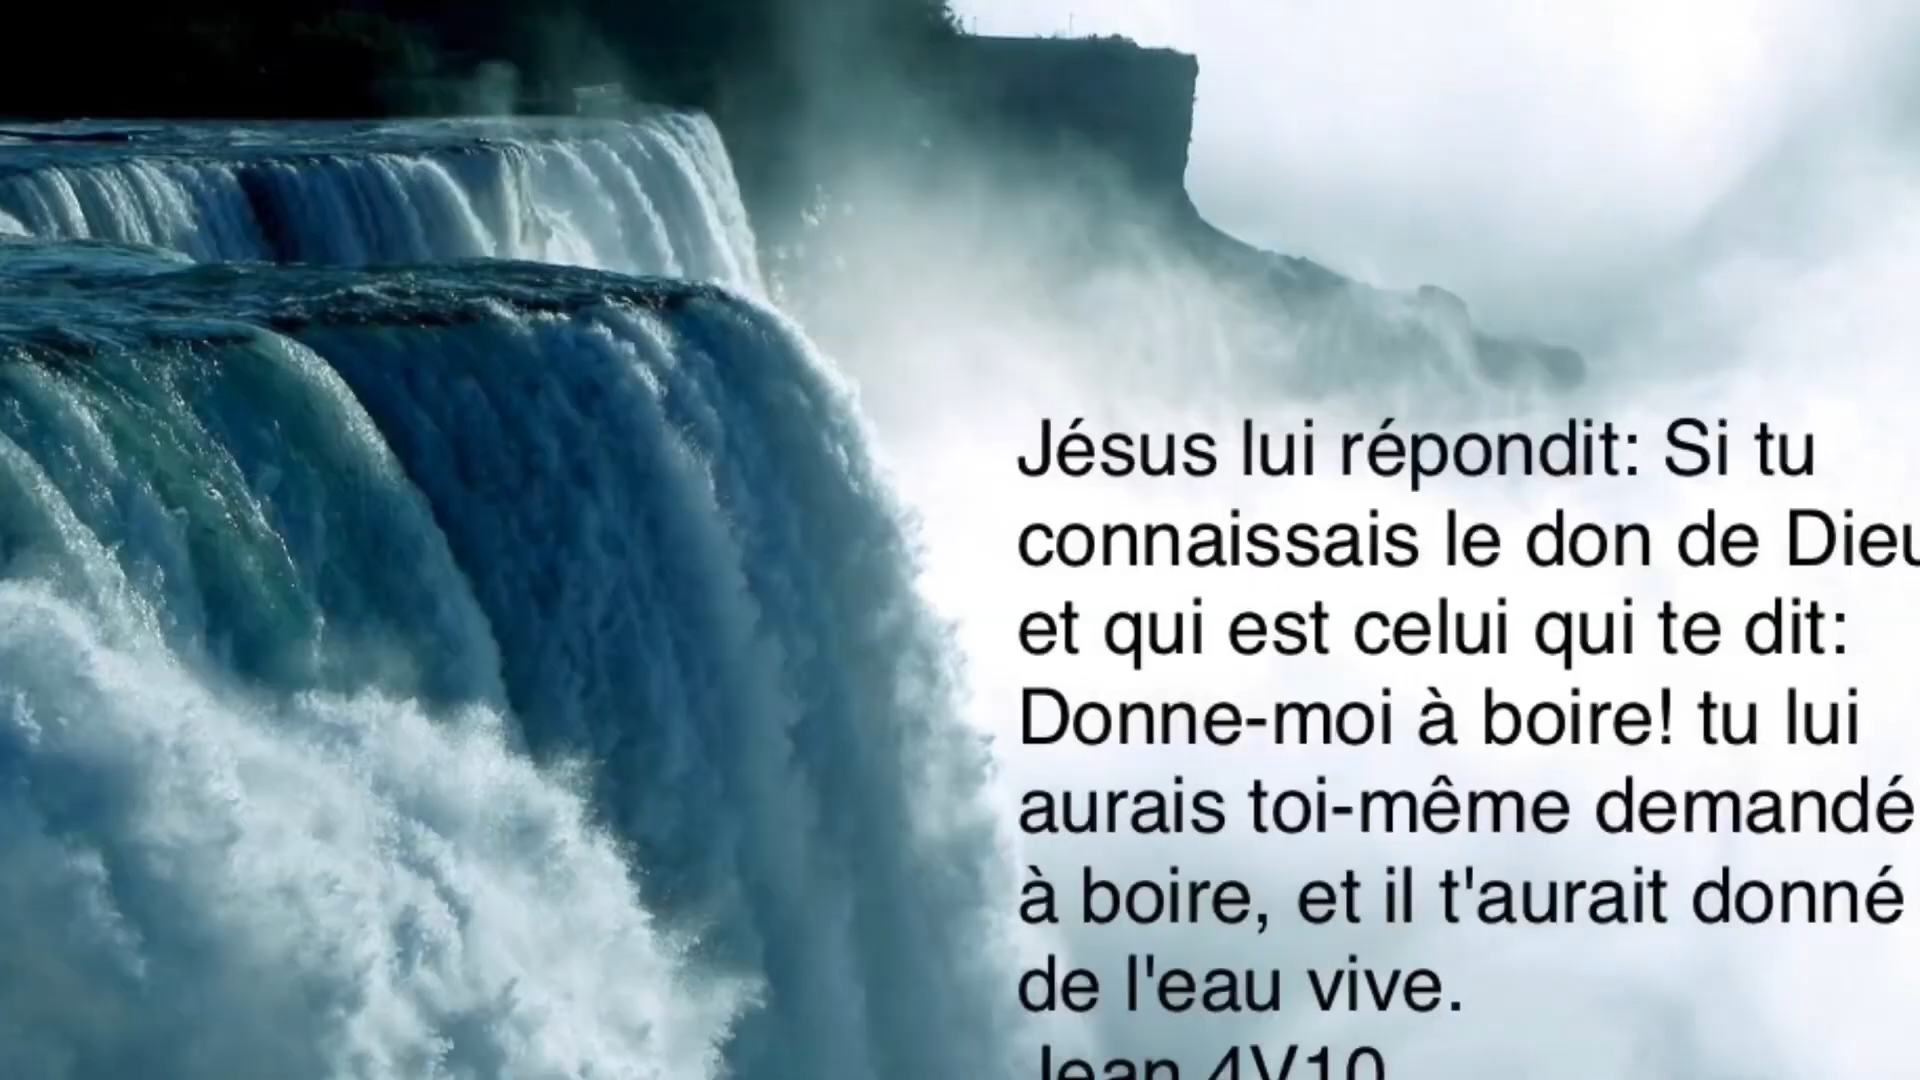 Jésus lui répondit: Si tu
connaissais le don de Dieu
et qui est celui qui te dit:
Donne-moi à boire! tu lui
aurais toi-même demandé
à boire, et il t'aurait donné
de l'eau vive.
Jean 4V10